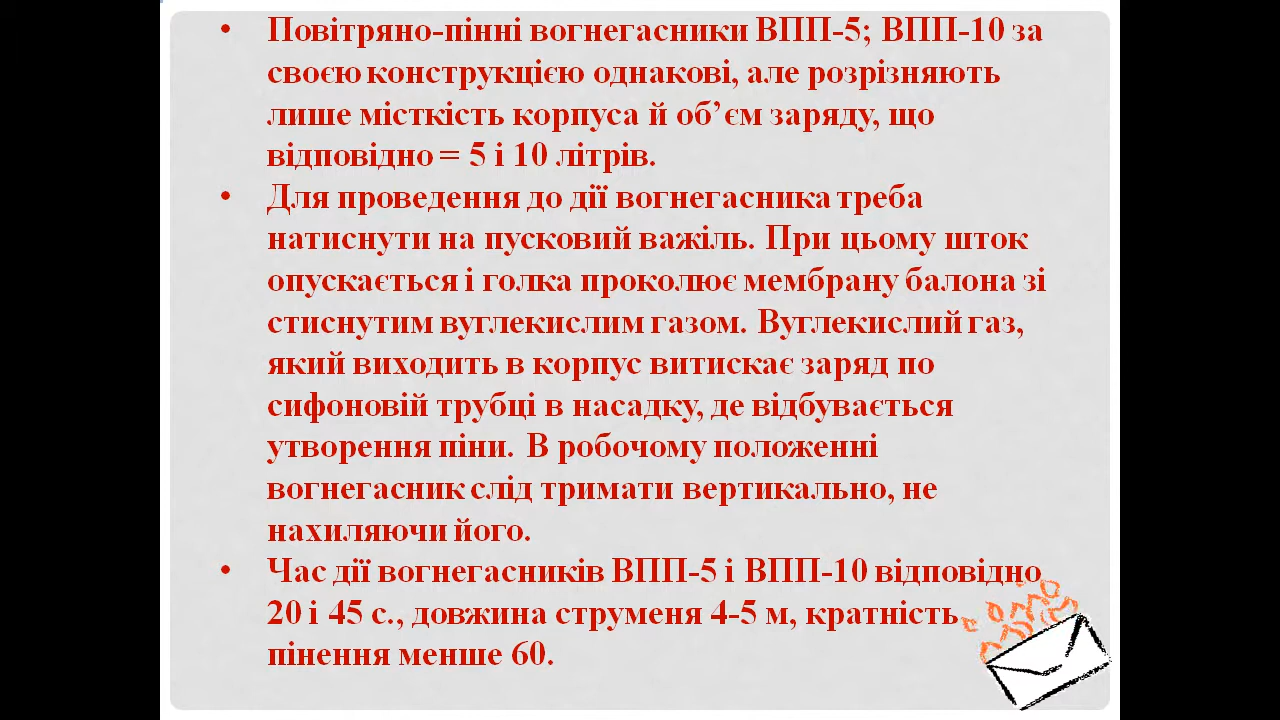 • Повітряно-пінні вогнегасники ВПП-5; ВПП-10 за
своєю конструкцією однакові, але розрізняють
лише місткість корпуса й об’єм заряду, що
відповідно = 5 і 10 літрів.
• Для проведення до дії вогнегасника треба
натиснути на пусковий важіль. При цьому шток
опускається і голка проколює мембрану балона зі
стиснутим вуглекислим газом. Вуглекислий газ,
який виходить в корпус витискає заряд по
сифоновій трубці в насадку, де відбувається
утворення піни. В робочому положенні
вогнегасник слід тримати вертикально, не
нахиляючи його.
• Час дії вогнегасників ВПП-5 і ВПП-10 відповідно
20 і 45 с., довжина струменя 4-5 м, кратність
пінення менше 60.